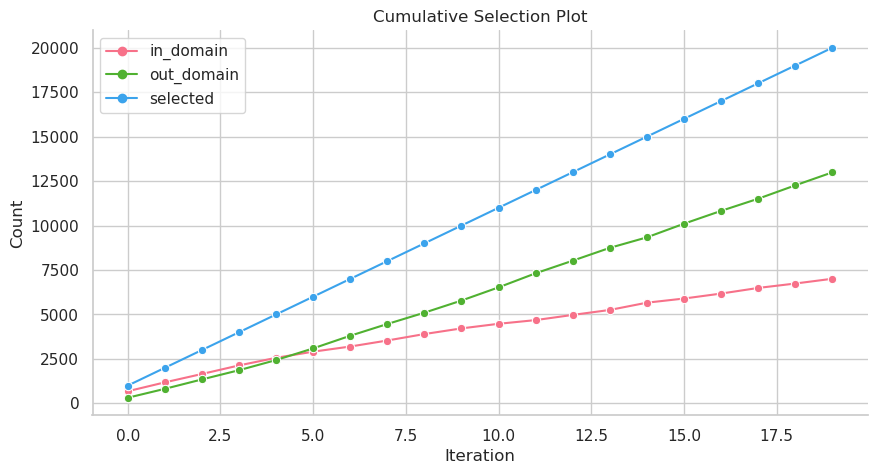 Cumulative Selection Plot
in_domain
out_domain
selected
20000
17500
15000
12500
10000
7500
5000
2500
0
Count
0.0 2.5 5.0 7.5 10.0 12.5 15.0 17.5
Iteration